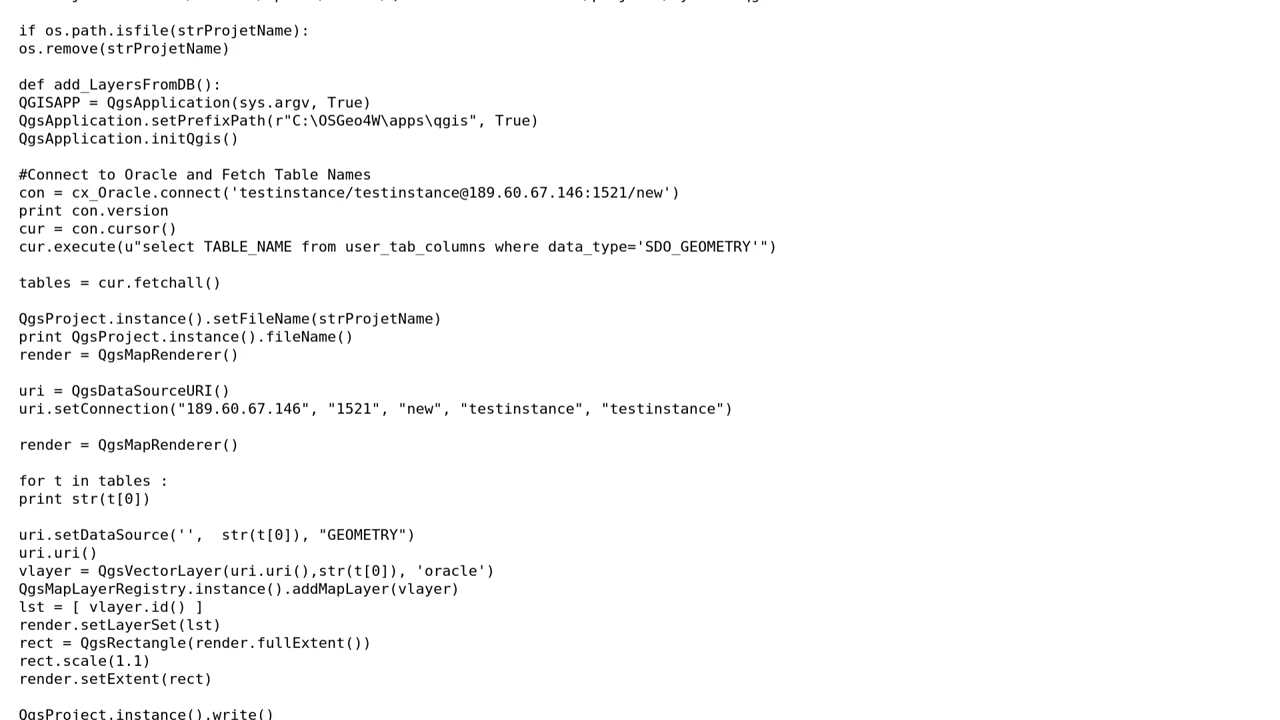 if os.path.isfile(strProjetName):
os.remove(strProjetName)
def add_LayersFromDB():
QGISAPP = QgsApplication(sys.argv, True)
QgsApplication.setPrefixPath(r"C:\OSGeo4W\apps\qgis", True)
QgsApplication.initQgis()
#Connect to Oracle and Fetch Table Names
con = cx_Oracle.connect('testinstance/testinstance@189.60.67.146:1521/new')
print con.version
cur = con.cursor()
cur.execute(u"select TABLE_NAME from user_tab_columns where data_type='SDO_GEOMETRY'")
tables = cur.fetchall()
QgsProject.instance().setFileName(strProjetName)
print QgsProject.instance().fileName()
render = QgsMapRenderer()
uri = QgsDataSourceURI()
uri.setConnection("189.60.67.146", "1521", "new", "testinstance", "testinstance")
render = QgsMapRenderer()
for t in tables :
print str(t[0])
uri.setDataSource('',  str(t[0]), "GEOMETRY")
uri.uri()
vlayer = QgsVectorLayer(uri.uri(),str(t[0]), 'oracle')
QgsMapLayerRegistry.instance().addMapLayer(vlayer)
lst = [ vlayer.id() ]
render.setLayerSet(lst)
rect = QgsRectangle(render.fullExtent())
rect.scale(1.1)
render.setExtent(rect)
QgsProject.instance().write()